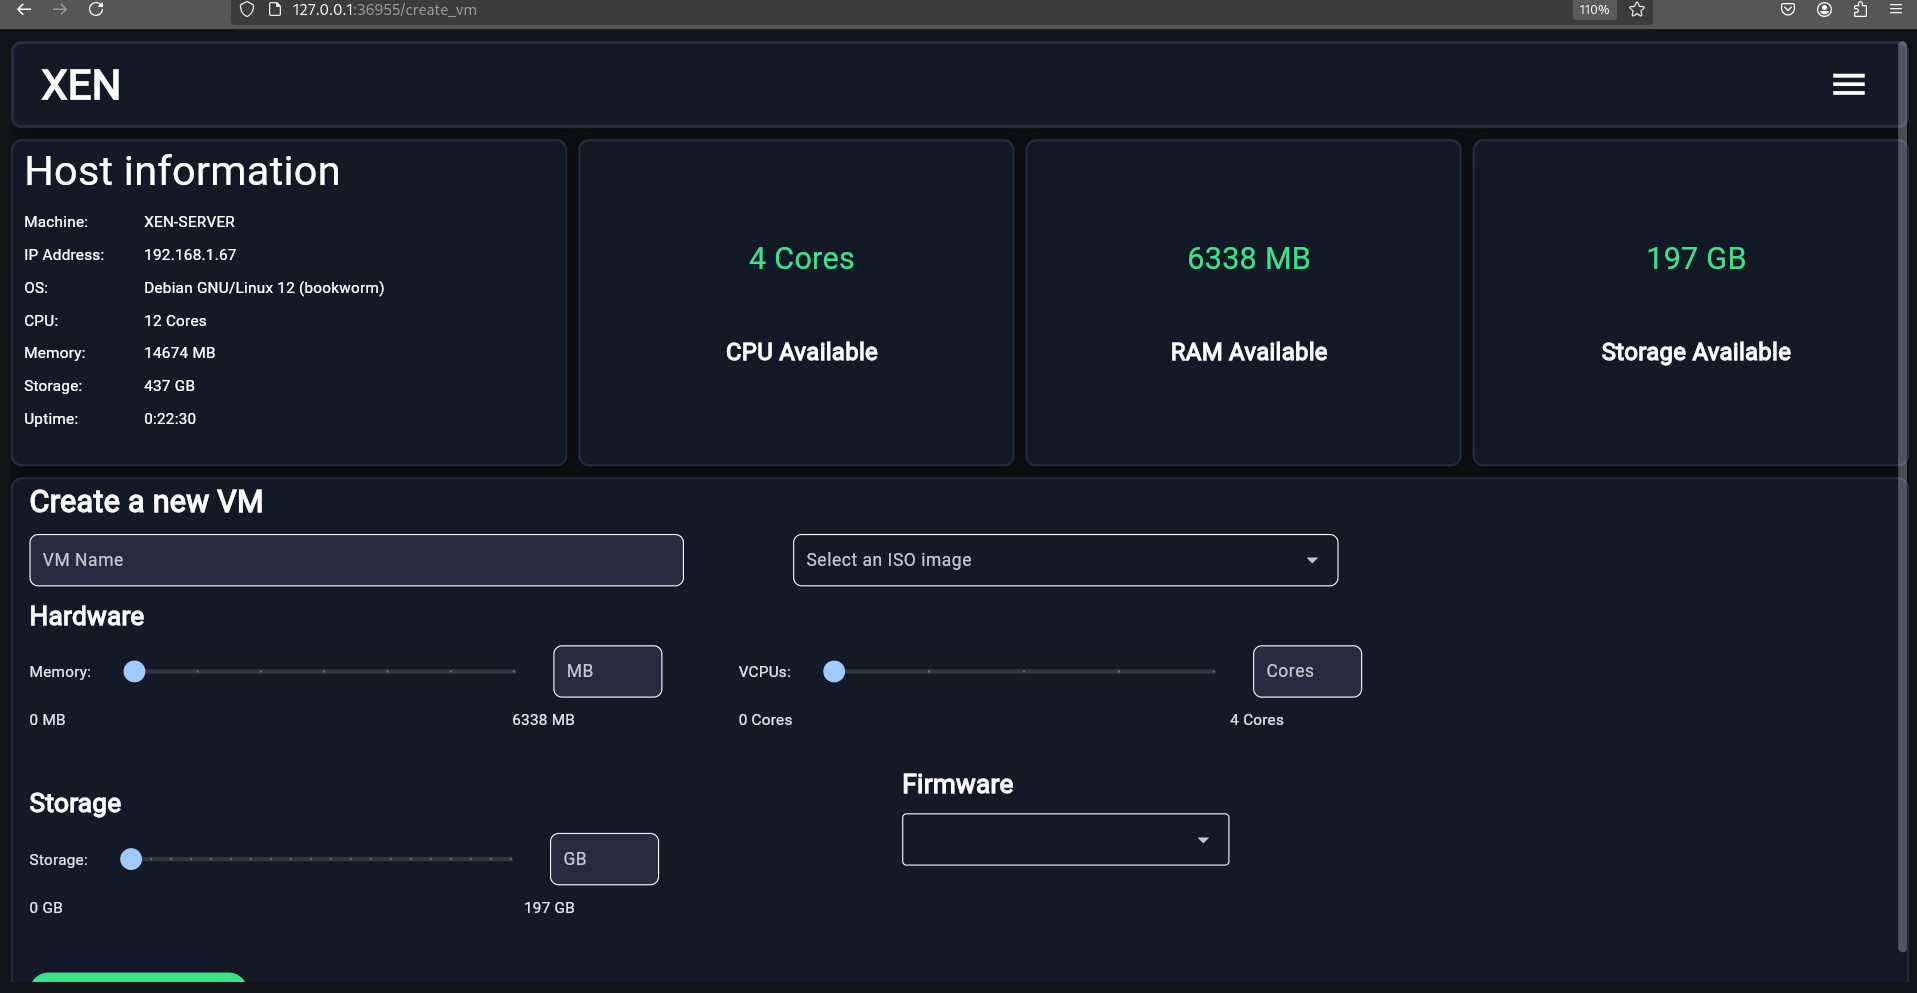 127.0.0.1:36955/create_vm
110%
XEN
Host information
Machine: XEN-SERVER
IP Address: 192.168.1.67
OS: Debian GNU/Linux 12 (bookworm)
CPU: 12 Cores
Memory: 14674 MB
Storage: 437 GB
Uptime: 0:22:30
4 Cores
CPU Available
6338 MB
RAM Available
197 GB
Storage Available
Create a new VM
VM Name
Select an ISO image
Hardware
Memory:
MB
0 MB
6338 MB
VCPUs:
Cores
0 Cores
4 Cores
Storage
Storage:
GB
0 GB
197 GB
Firmware